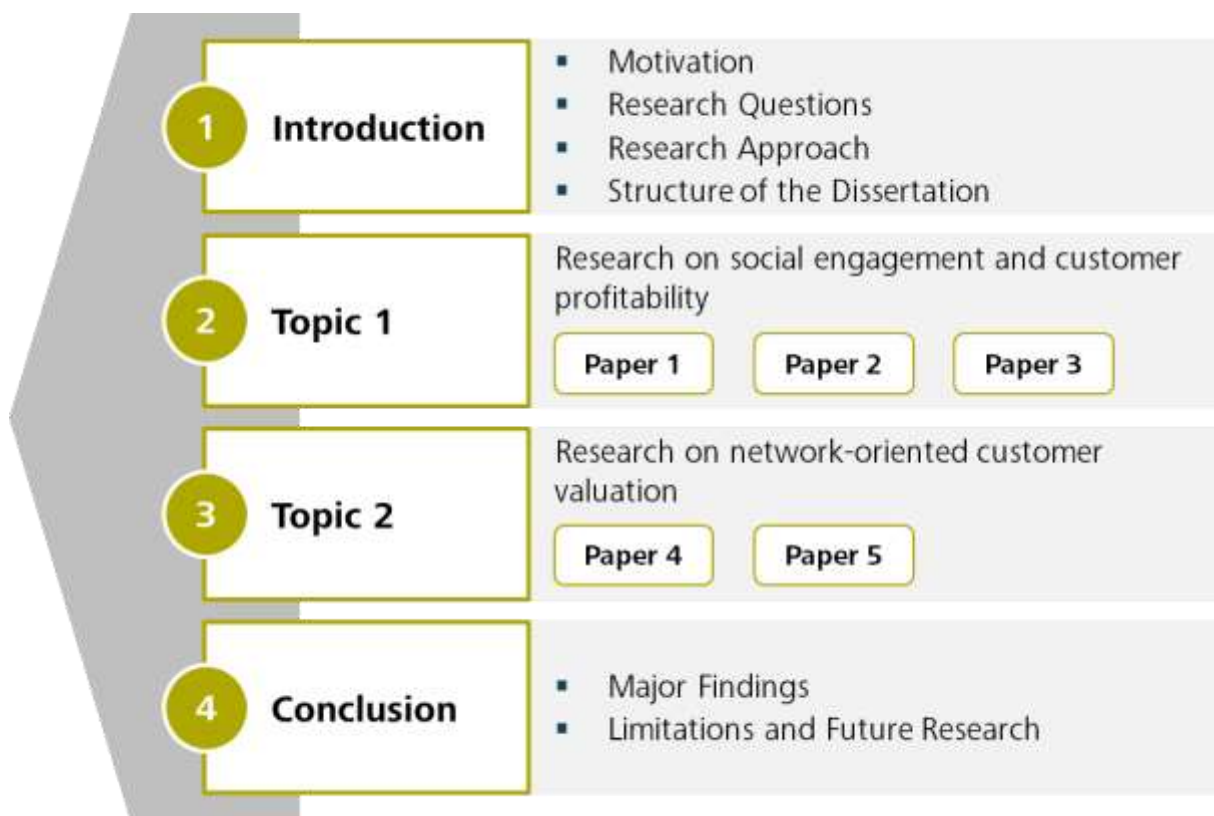 1
Introduction
▪ Motivation
▪ Research Questions
▪ Research Approach
▪ Structure of the Dissertation
2
Topic 1
Research on social engagement and customer
profitability
Paper 1
Paper 2
Paper 3
3
Topic 2
Research on network-oriented customer
valuation
Paper 4
Paper 5
4
Conclusion
▪ Major Findings
▪ Limitations and Future Research